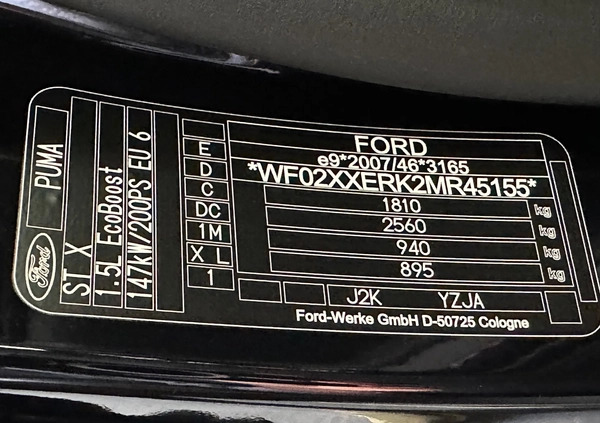 FORD
e9*2007/46*3165
*WF02XXERK2MR45155*
1810 kg
2560 kg
940 kg
895 kg
J2K YZJA
Ford-Werke GmbH D-50725 Cologne
E
D
C
DC
1M
X L
1
PUMA
Ford
ST X
1.5L EcoBoost
147kW/200PS EU 6